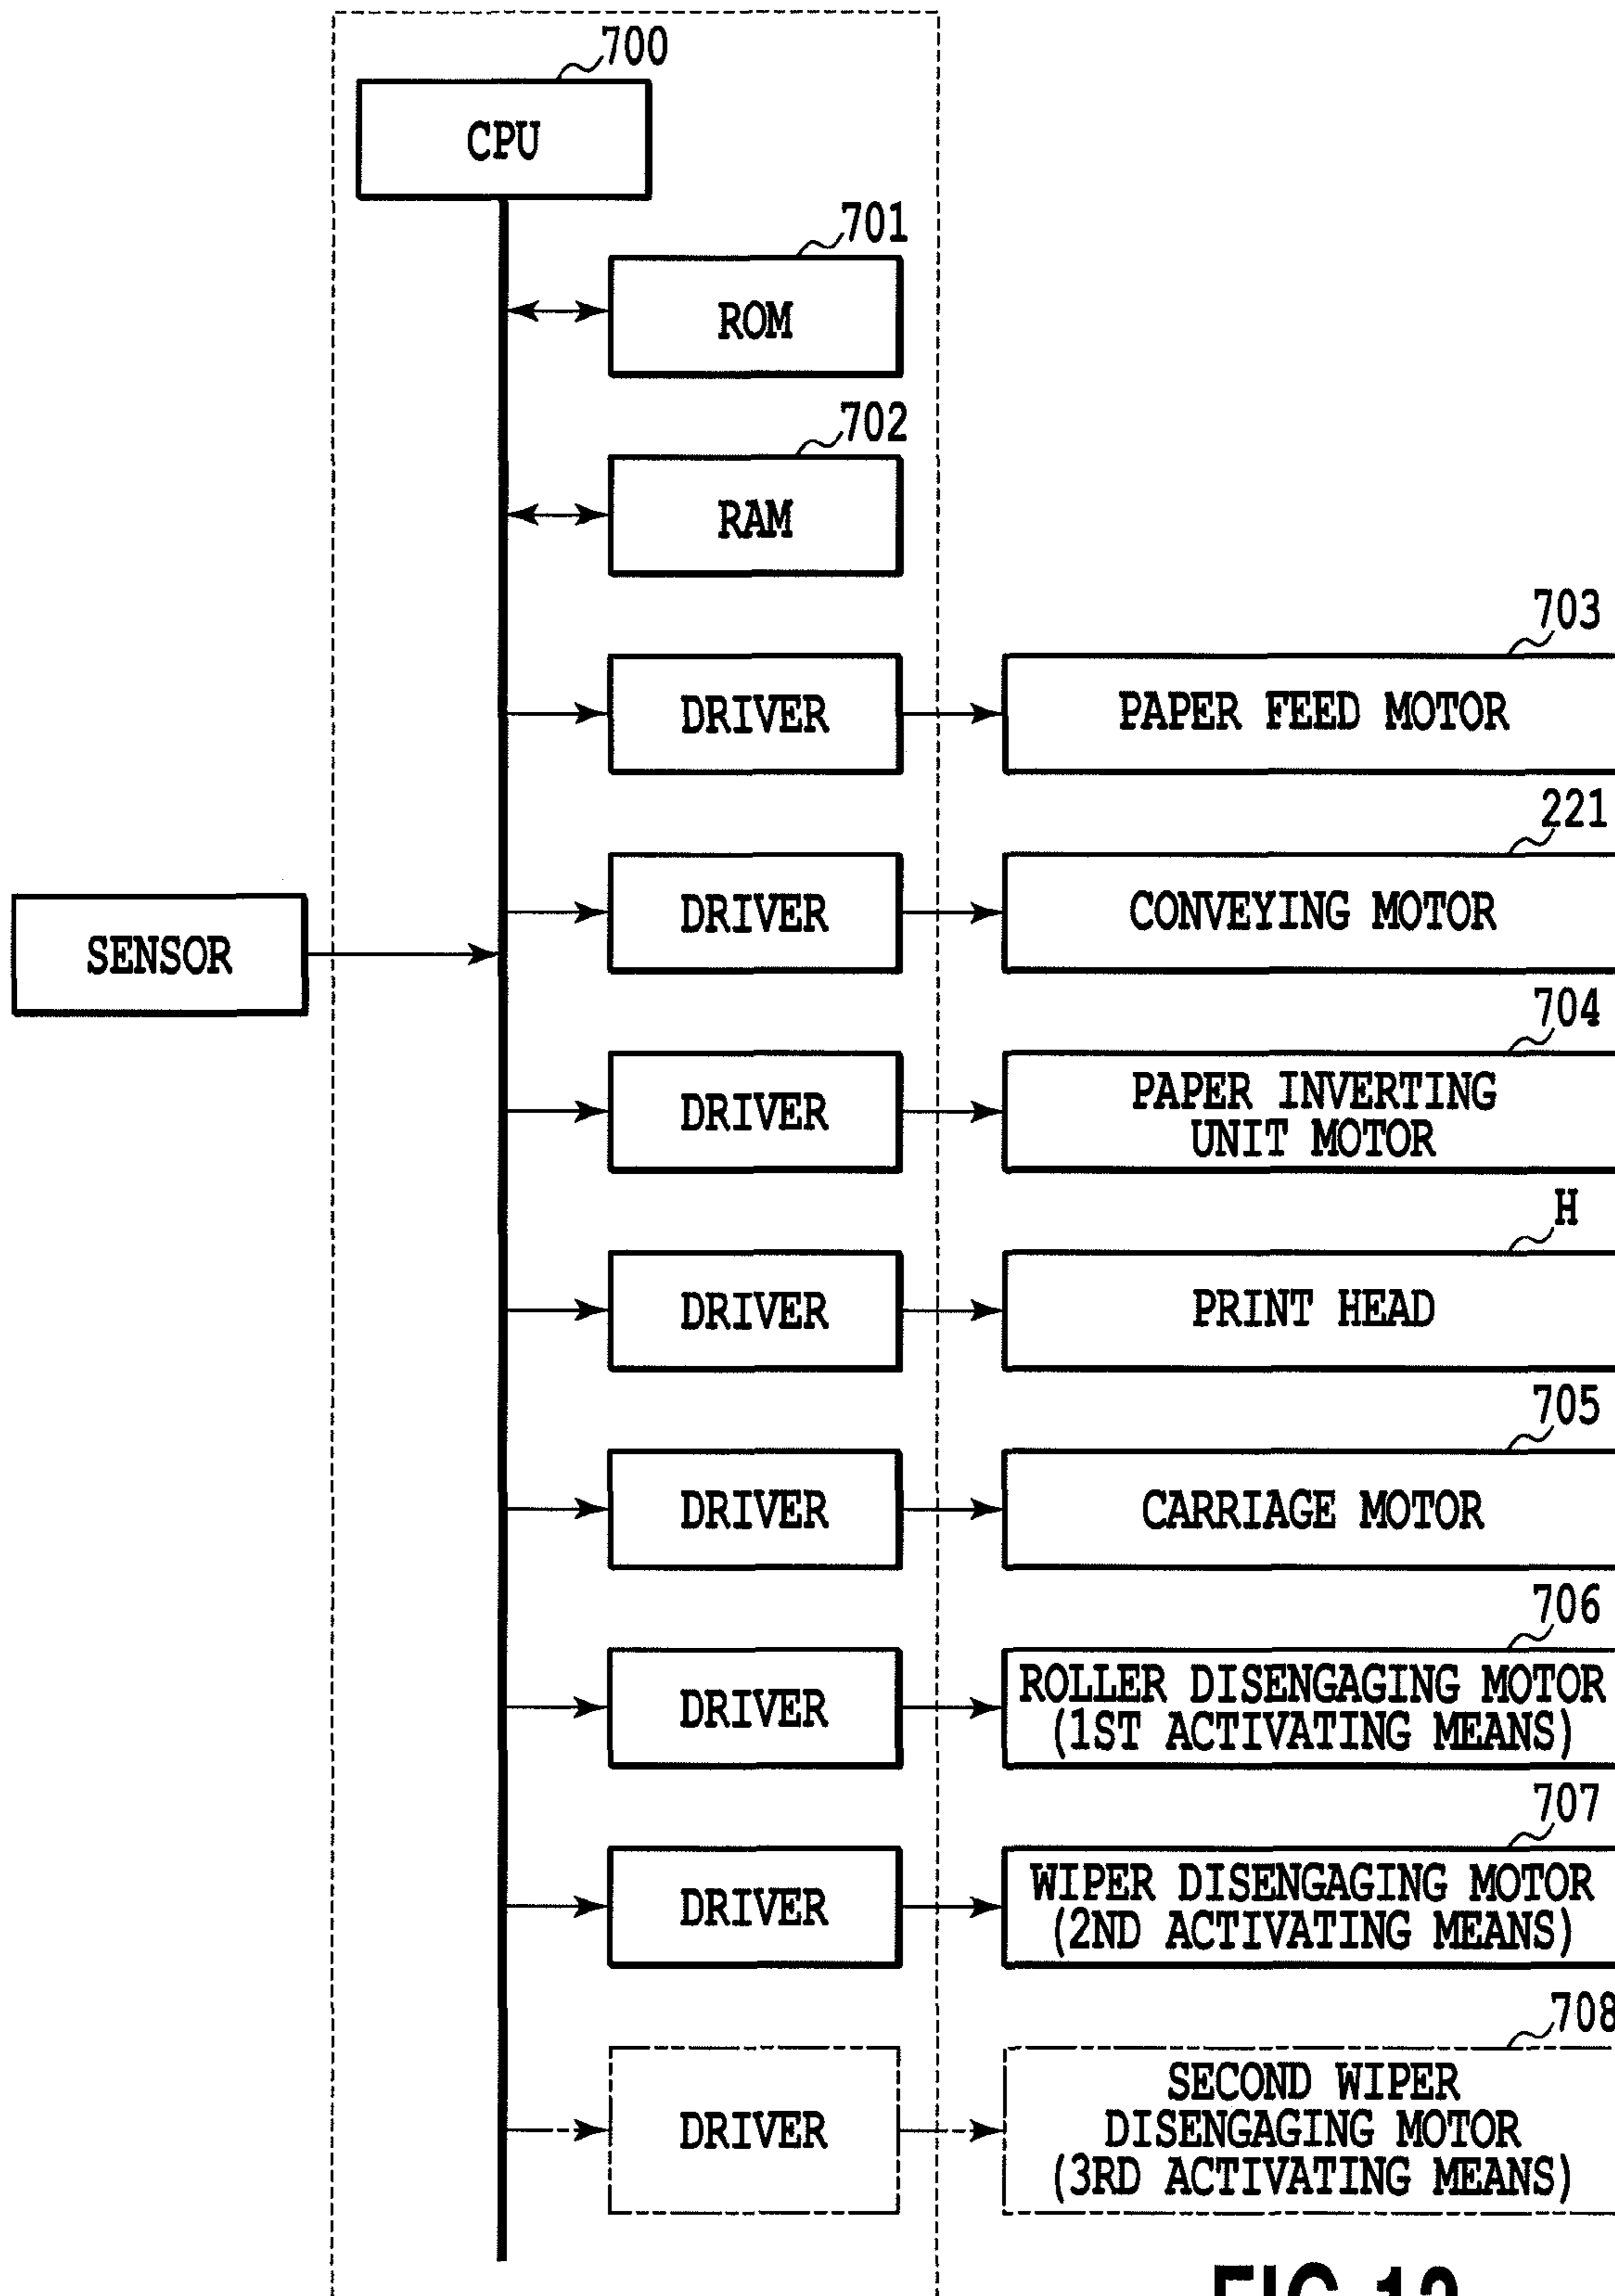 700
CPU
701
ROM
702
RAM
703
DRIVER
PAPER FEED MOTOR
221
DRIVER
CONVEYING MOTOR
SENSOR
704
DRIVER
PAPER INVERTING
UNIT MOTOR
H
DRIVER
PRINT HEAD
705
DRIVER
CARRIAGE MOTOR
706
DRIVER
ROLLER DISENGAGING MOTOR
(1ST ACTIVATING MEANS)
707
DRIVER
WIPER DISENGAGING MOTOR
(2ND ACTIVATING MEANS)
708
DRIVER
SECOND WIPER
DISENGAGING MOTOR
(3RD ACTIVATING MEANS)